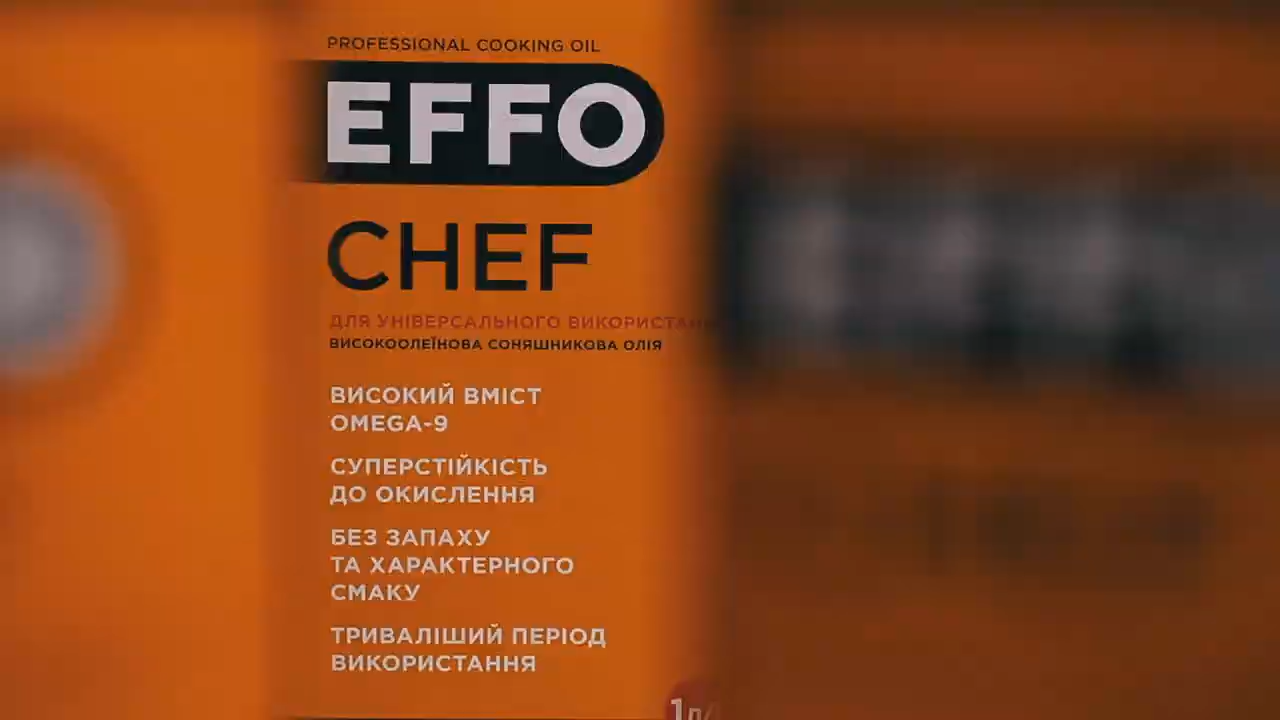 PROFESSIONAL COOKING OIL
EFFO
CHEF
ДЛЯ УНІВЕРСАЛЬНОГО
ВИСОКООЛЕЇНОВА СОНЯШНИКОВА ОЛІЯ
ВИСОКИЙ ВМІСТ
OMEGA-9
СУПЕРСТІЙКІСТЬ
ДО ОКИСЛЕННЯ
БЕЗ ЗАПАХУ
ТА ХАРАКТЕРНОГО
СМАКУ
ТРИВАЛІШИЙ ПЕРІОД
ВИКОРИСТАННЯ